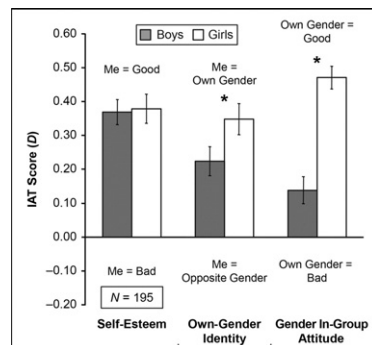 Boys Girls
Own Gender =
Good
Me = Good
Me =
Own Gender
*
*
IAT Score (D)
0.60
0.50
0.40
0.30
0.20
0.10
0.00
–0.10
–0.20
Me = Bad
Me =
Opposite Gender
Own Gender =
Bad
N = 195
Self-Esteem
Own-Gender
Identity
Gender In-Group
Attitude